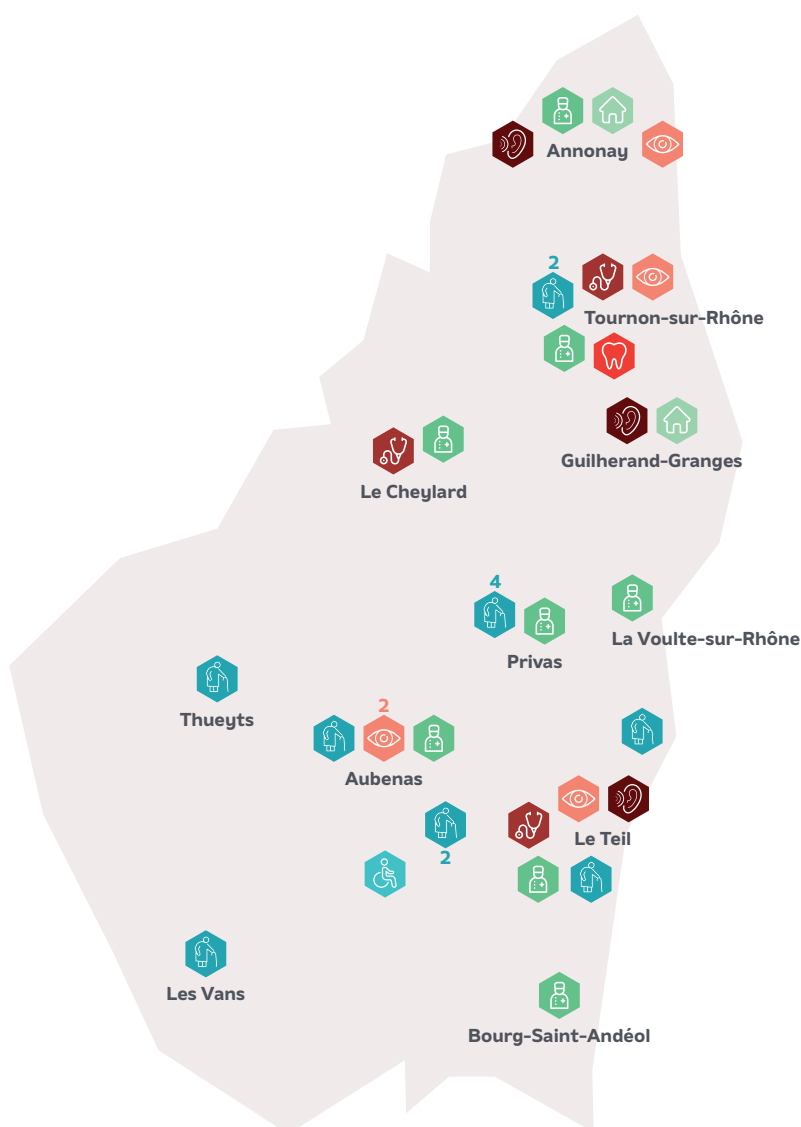 Annonay
2
Tournon-sur-Rhône
Guilherand-Granges
Le Cheylard
4
La Voulte-sur-Rhône
Privas
Thueyts
2
Aubenas
Le Teil
2
Les Vans
Bourg-Saint-Andéol